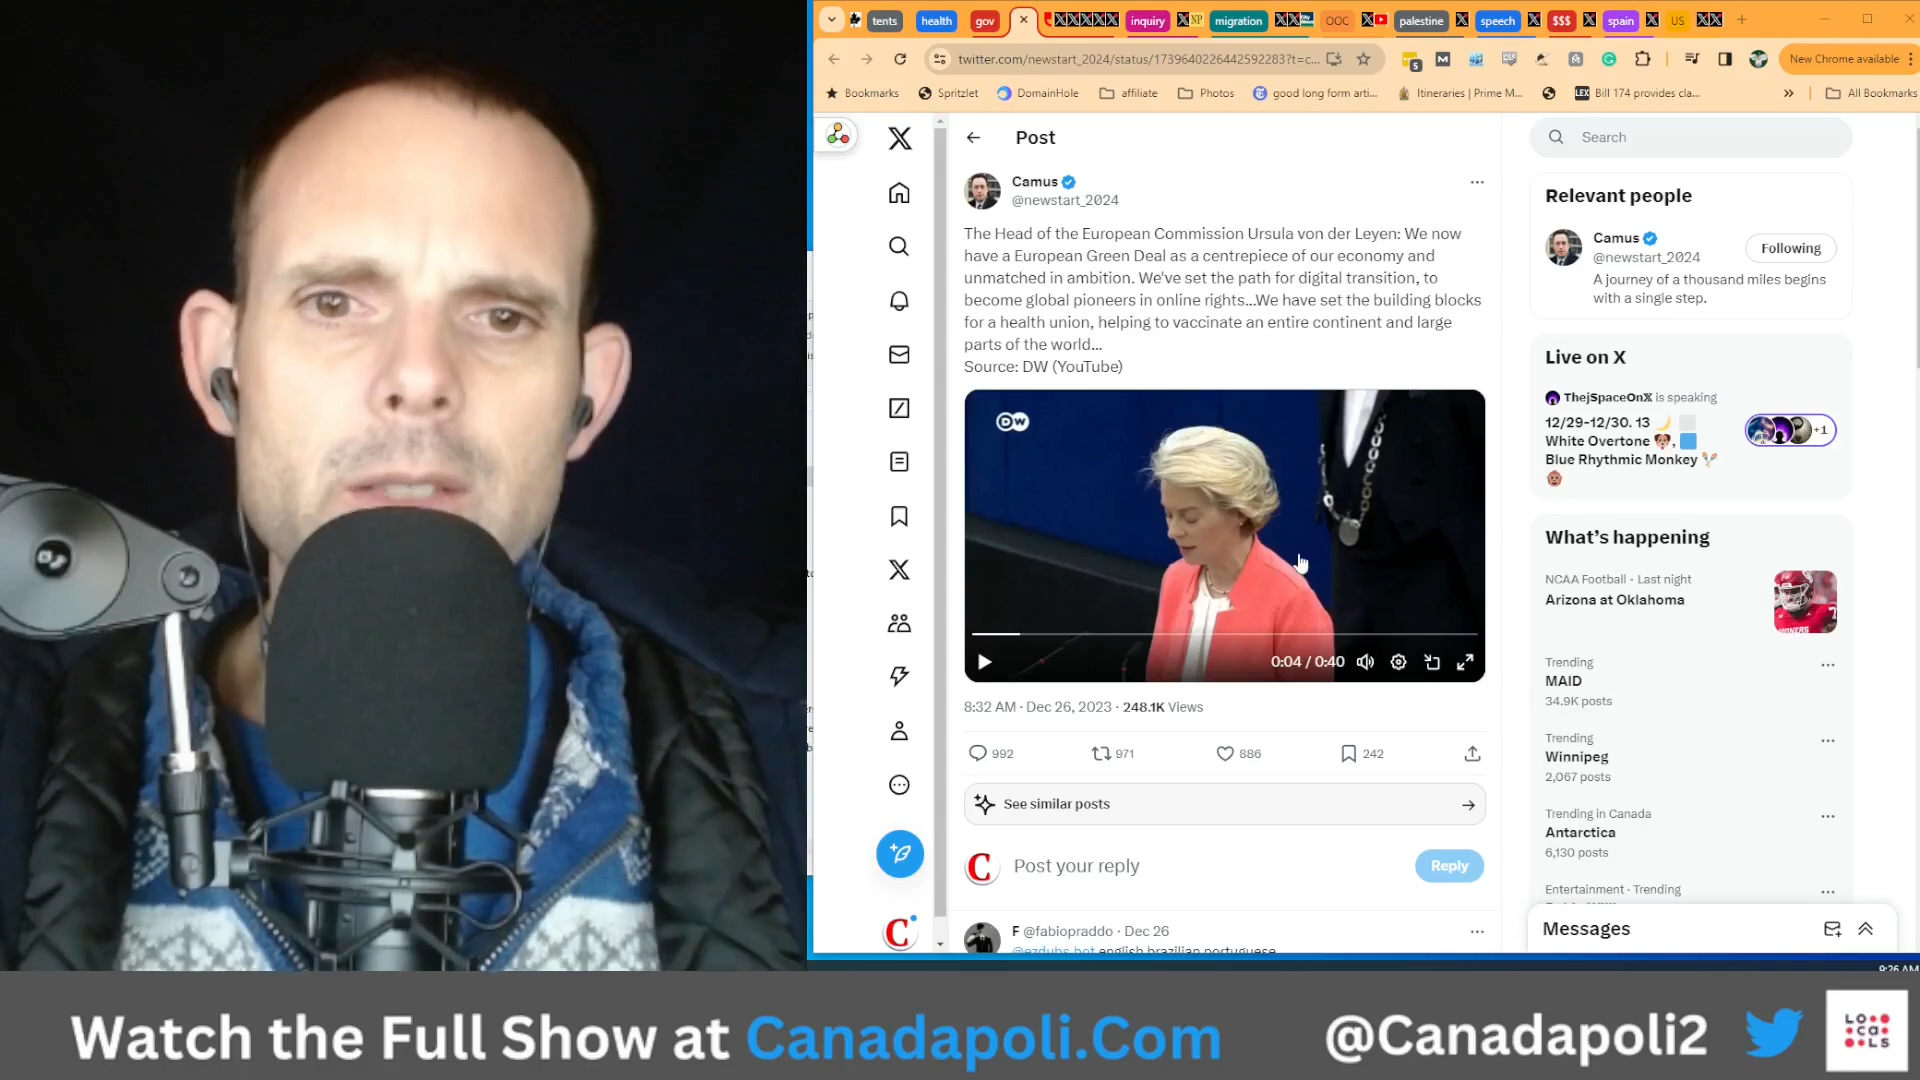 tents
health
gov
inquiry
NP
migration
OOC
palestine
speech
$$$
spain
US
twitter.com/newstart_2024/status/1739640226442592283?t=c...
New Chrome available
Bookmarks
Spritzlet
DomainHole
affiliate
Photos
good long form arti...
Itineraries | Prime M...
LEX
Bill 174 provides cla...
All Bookmarks
Post
Camus
@newstart_2024
The Head of the European Commission Ursula von der Leyen: We now
have a European Green Deal as a centrepiece of our economy and
unmatched in ambition. We've set the path for digital transition, to
become global pioneers in online rights...We have set the building blocks
for a health union, helping to vaccinate an entire continent and large
parts of the world...
Source: DW (YouTube)
DW
0:04 / 0:40
8:32 AM · Dec 26, 2023 · 248.1K Views
992
971
886
242
See similar posts
C
Post your reply
Reply
C
F @fabiopraddo · Dec 26
@ezdubs_bot english brazilian portuguese
Search
Relevant people
Camus
@newstart_2024
Following
A journey of a thousand miles begins
with a single step.
Live on X
ThejSpaceOnX is speaking
12/29-12/30. 13
White Overtone
Blue Rhythmic Monkey
+1
What's happening
NCAA Football · Last night
Arizona at Oklahoma
Trending
MAID
34.9K posts
Trending
Winnipeg
2,067 posts
Trending in Canada
Antarctica
6,130 posts
Entertainment · Trending
Messages
9:26 AM
Watch the Full Show at Canadapoli.Com
@Canadapoli2
LOCALS